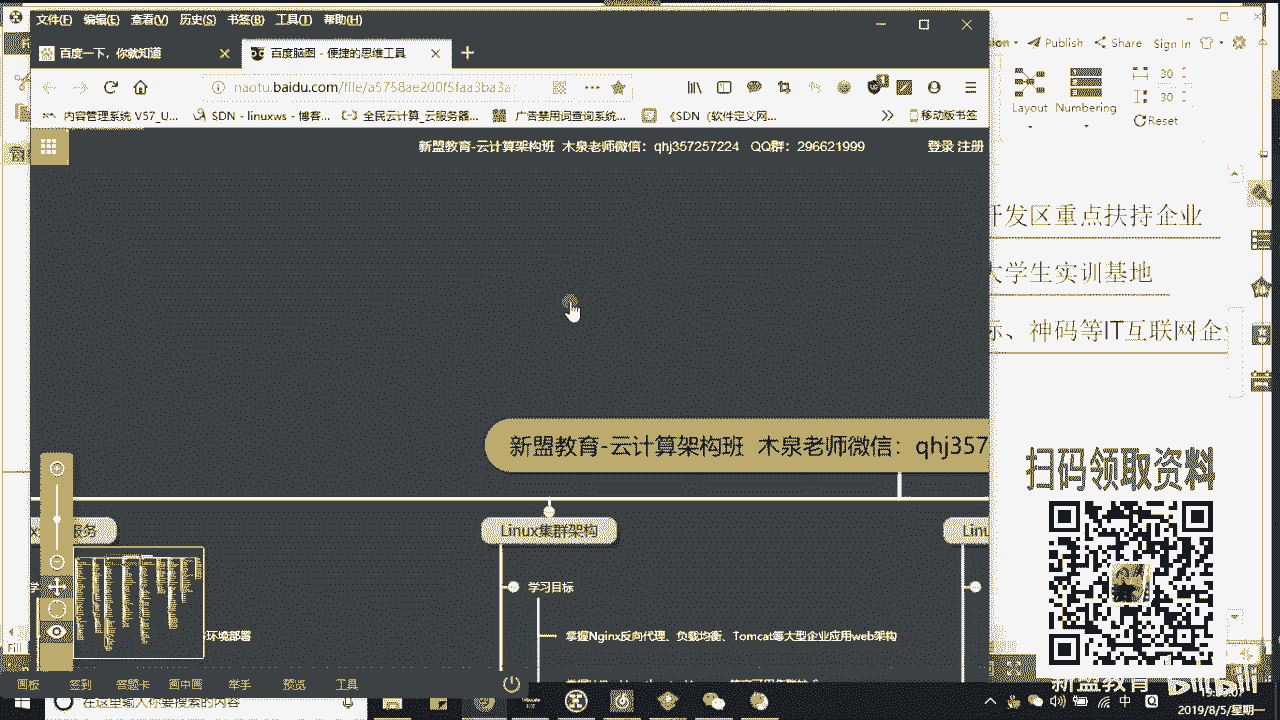 文件(F) 编辑(E) 查看(V) 历史(S) 书签(B) 工具(T) 帮助(H)
百度一下，你就知道
百度脑图 - 便捷的思维工具
Publish
Share
Sign In
naotu.baidu.com/file/
Layout
Numbering
30
30
Reset
内容管理系统 V57_U...
SDN - linuxws - 博客...
全民云计算_云服务器...
广告禁用词查询系统...
《SDN（软件定义网...
移动版书签
新盟教育-云计算架构班 木泉老师微信：qhj357257224 QQ群：296621999
登录 注册
开发区重点扶持企业
大学生实训基地
标、神码等IT互联网企
新盟教育-云计算架构班 木泉老师微信：qhj357
扫码领取资料
服务
Linux集群架构
学习目标
环境部署
掌握Nginx反向代理、负载均衡、Tomcat等大型企业应用web架构
Fill
画板
签到
答题卡
画中画
举手
预览
工具
新盟教育
在这里输入你要搜索的内容
中
2019/8/5/星期一